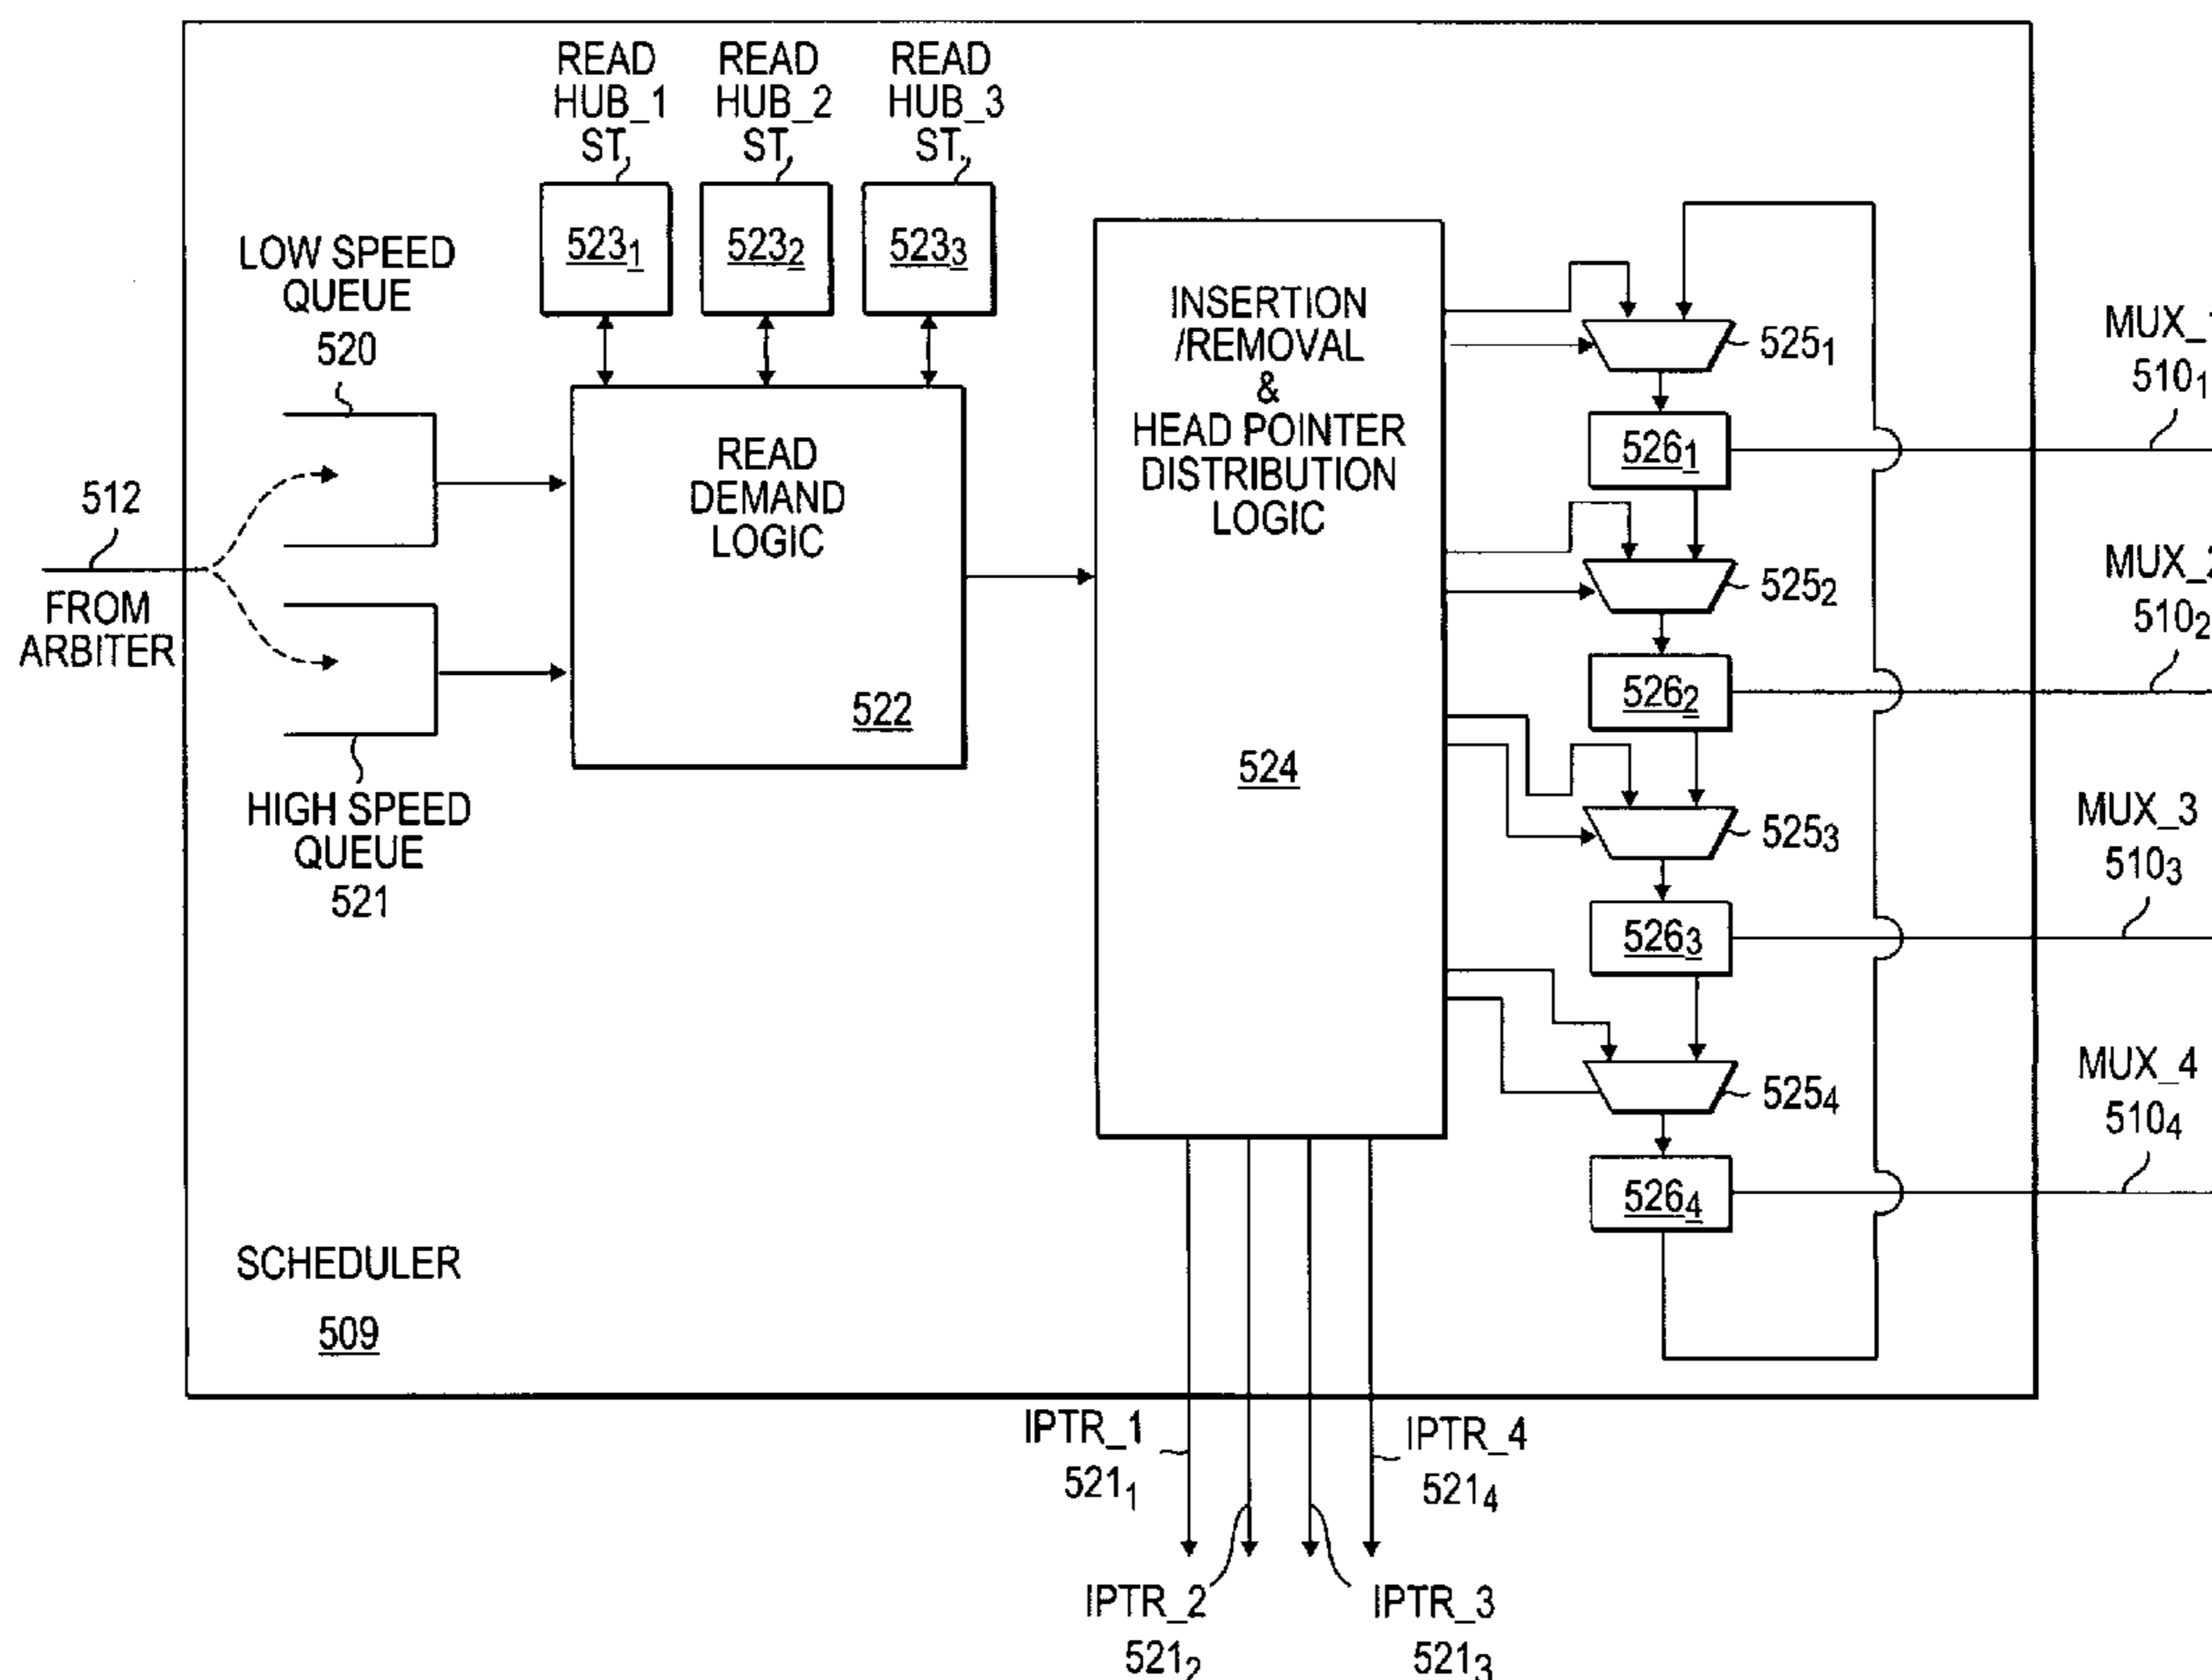 READ
HUB_1
ST.
READ
HUB_2
ST.
READ
HUB_3
ST.
523₁
523₂
523₃
LOW SPEED
QUEUE
520
512
FROM
ARBITER
HIGH SPEED
QUEUE
521
READ
DEMAND
LOGIC
522
INSERTION
/REMOVAL
&
HEAD POINTER
DISTRIBUTION
LOGIC
524
525₁
526₁
525₂
526₂
525₃
526₃
525₄
526₄
MUX_1
510₁
MUX_2
510₂
MUX_3
510₃
MUX_4
510₄
SCHEDULER
509
IPTR_1
521₁
IPTR_4
521₄
IPTR_2
521₂
IPTR_3
521₃